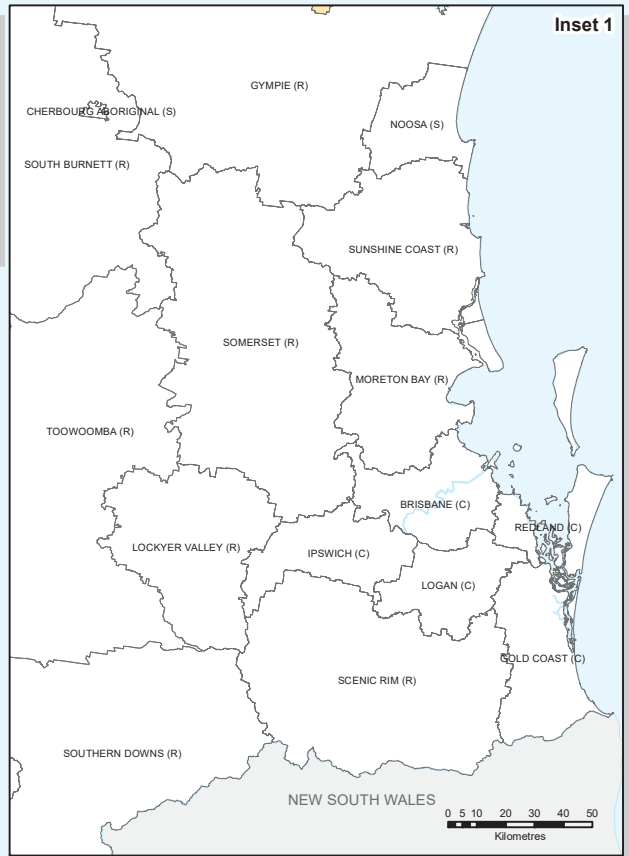 Inset 1
GYMPIE (R)
CHERBOURG ABORIGINAL (S)
NOOSA (S)
SOUTH BURNETT (R)
SUNSHINE COAST (R)
SOMERSET (R)
MORETON BAY (R)
TOOWOOMBA (R)
BRISBANE (C)
REDLAND (C)
LOCKYER VALLEY (R)
IPSWICH (C)
LOGAN (C)
GOLD COAST (C)
SCENIC RIM (R)
SOUTHERN DOWNS (R)
NEW SOUTH WALES
0 5 10 20 30 40 50
Kilometres